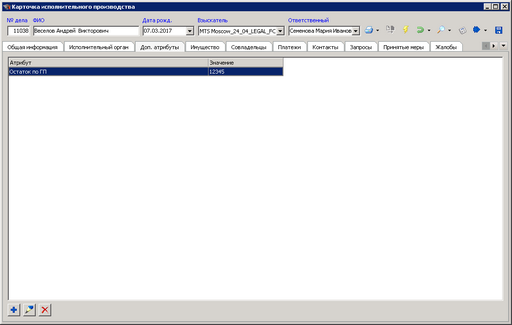 Карточка исполнительного производства
№ дела ФИО Дата рожд. Взыскатель Ответственный
11038 Веселов Андрей Викторович 07.03.2017 MTS Moscow_24_04_LEGAL_FC Семенова Мария Иванов
Общая информация Исполнительный орган Доп. атрибуты Имущество Совладельцы Платежи Контакты Запросы Принятые меры Жалобы
Атрибут Значение
Остаток по ГП 12345